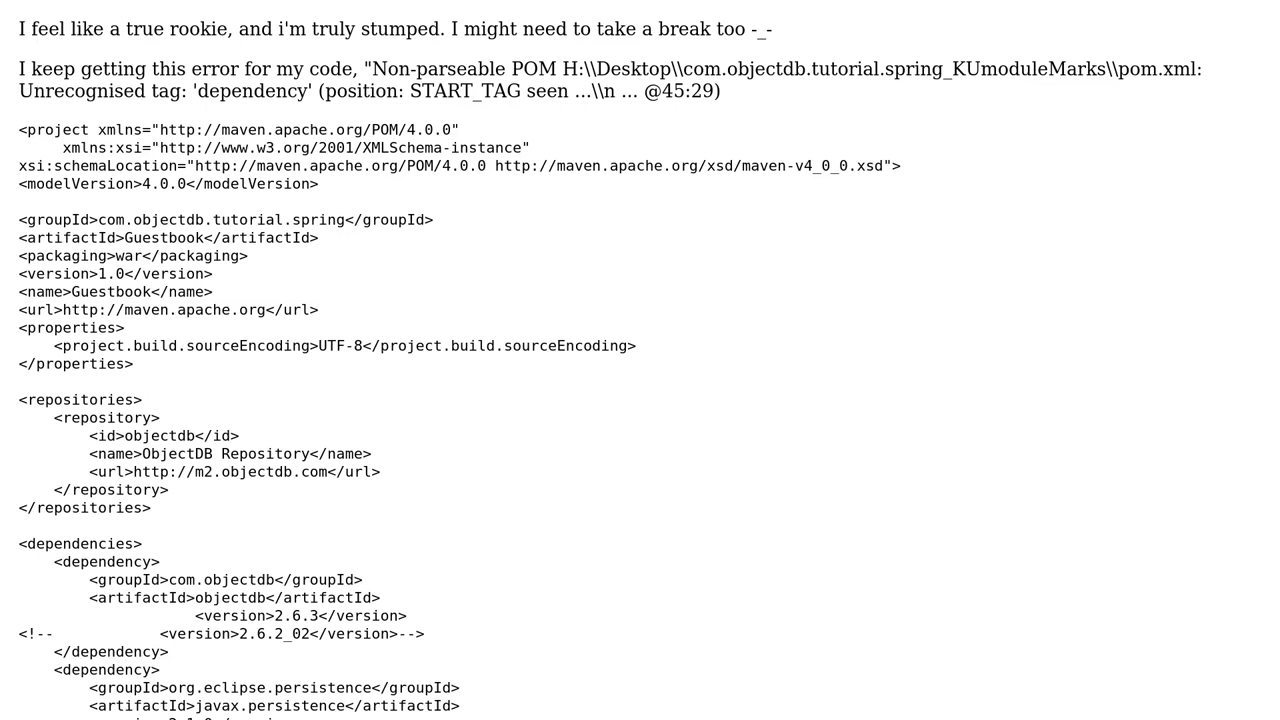 I feel like a true rookie, and i'm truly stumped. I might need to take a break too -_-
I keep getting this error for my code, "Non-parseable POM H:\\Desktop\\com.objectdb.tutorial.spring_KUmoduleMarks\\pom.xml:
Unrecognised tag: 'dependency' (position: START_TAG seen ...\\n ... @45:29)
<project xmlns="http://maven.apache.org/POM/4.0.0"
     xmlns:xsi="http://www.w3.org/2001/XMLSchema-instance"
xsi:schemaLocation="http://maven.apache.org/POM/4.0.0 http://maven.apache.org/xsd/maven-v4_0_0.xsd">
<modelVersion>4.0.0</modelVersion>
<groupId>com.objectdb.tutorial.spring</groupId>
<artifactId>Guestbook</artifactId>
<packaging>war</packaging>
<version>1.0</version>
<name>Guestbook</name>
<url>http://maven.apache.org</url>
<properties>
    <project.build.sourceEncoding>UTF-8</project.build.sourceEncoding>
</properties>
<repositories>
    <repository>
        <id>objectdb</id>
        <name>ObjectDB Repository</name>
        <url>http://m2.objectdb.com</url>
    </repository>
</repositories>
<dependencies>
    <dependency>
        <groupId>com.objectdb</groupId>
        <artifactId>objectdb</artifactId>
                    <version>2.6.3</version>
<!--            <version>2.6.2_02</version>-->
    </dependency>
    <dependency>
        <groupId>org.eclipse.persistence</groupId>
        <artifactId>javax.persistence</artifactId>